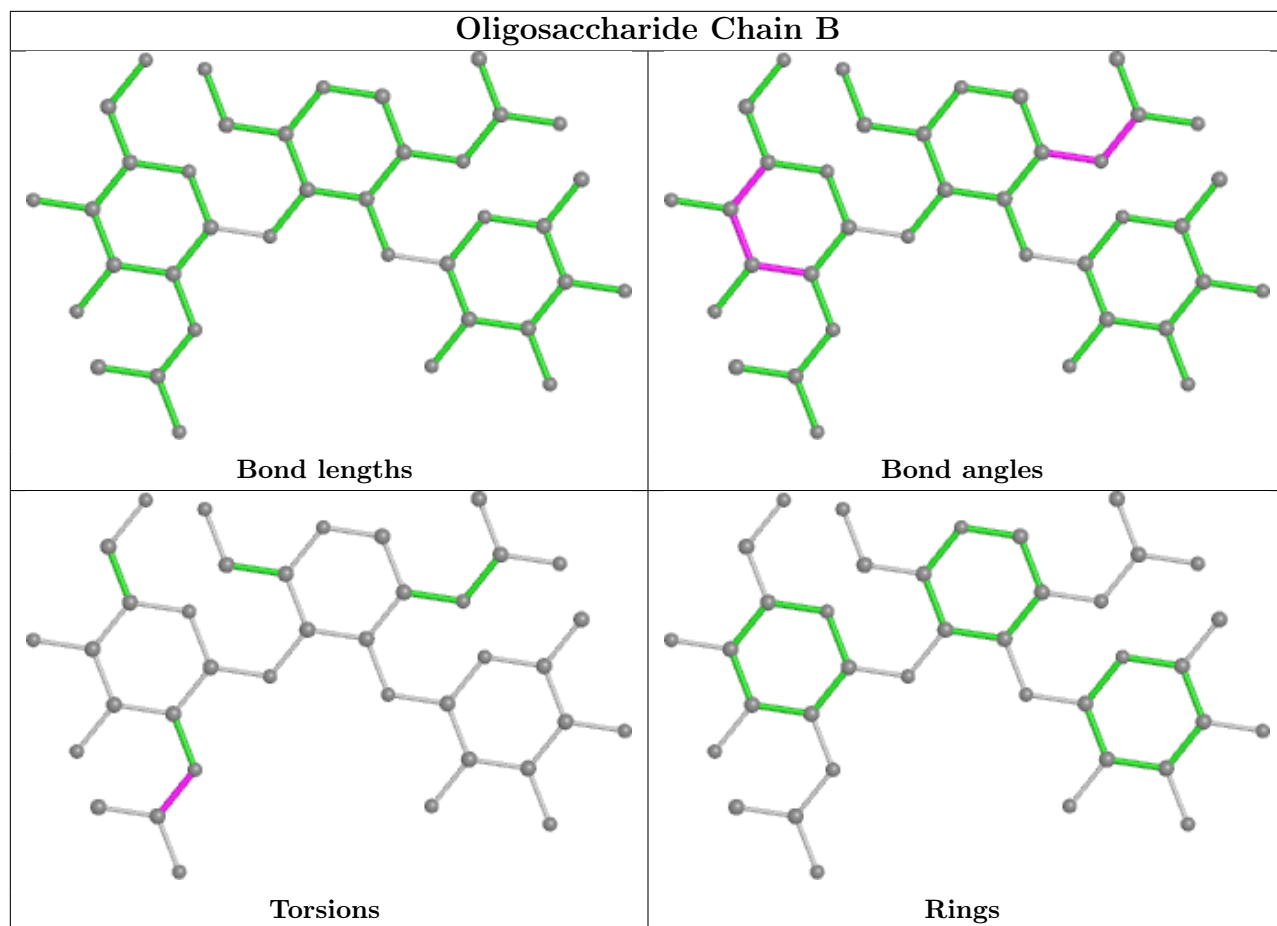 Oligosaccharide Chain B
Bond lengths
Bond angles
Torsions
Rings